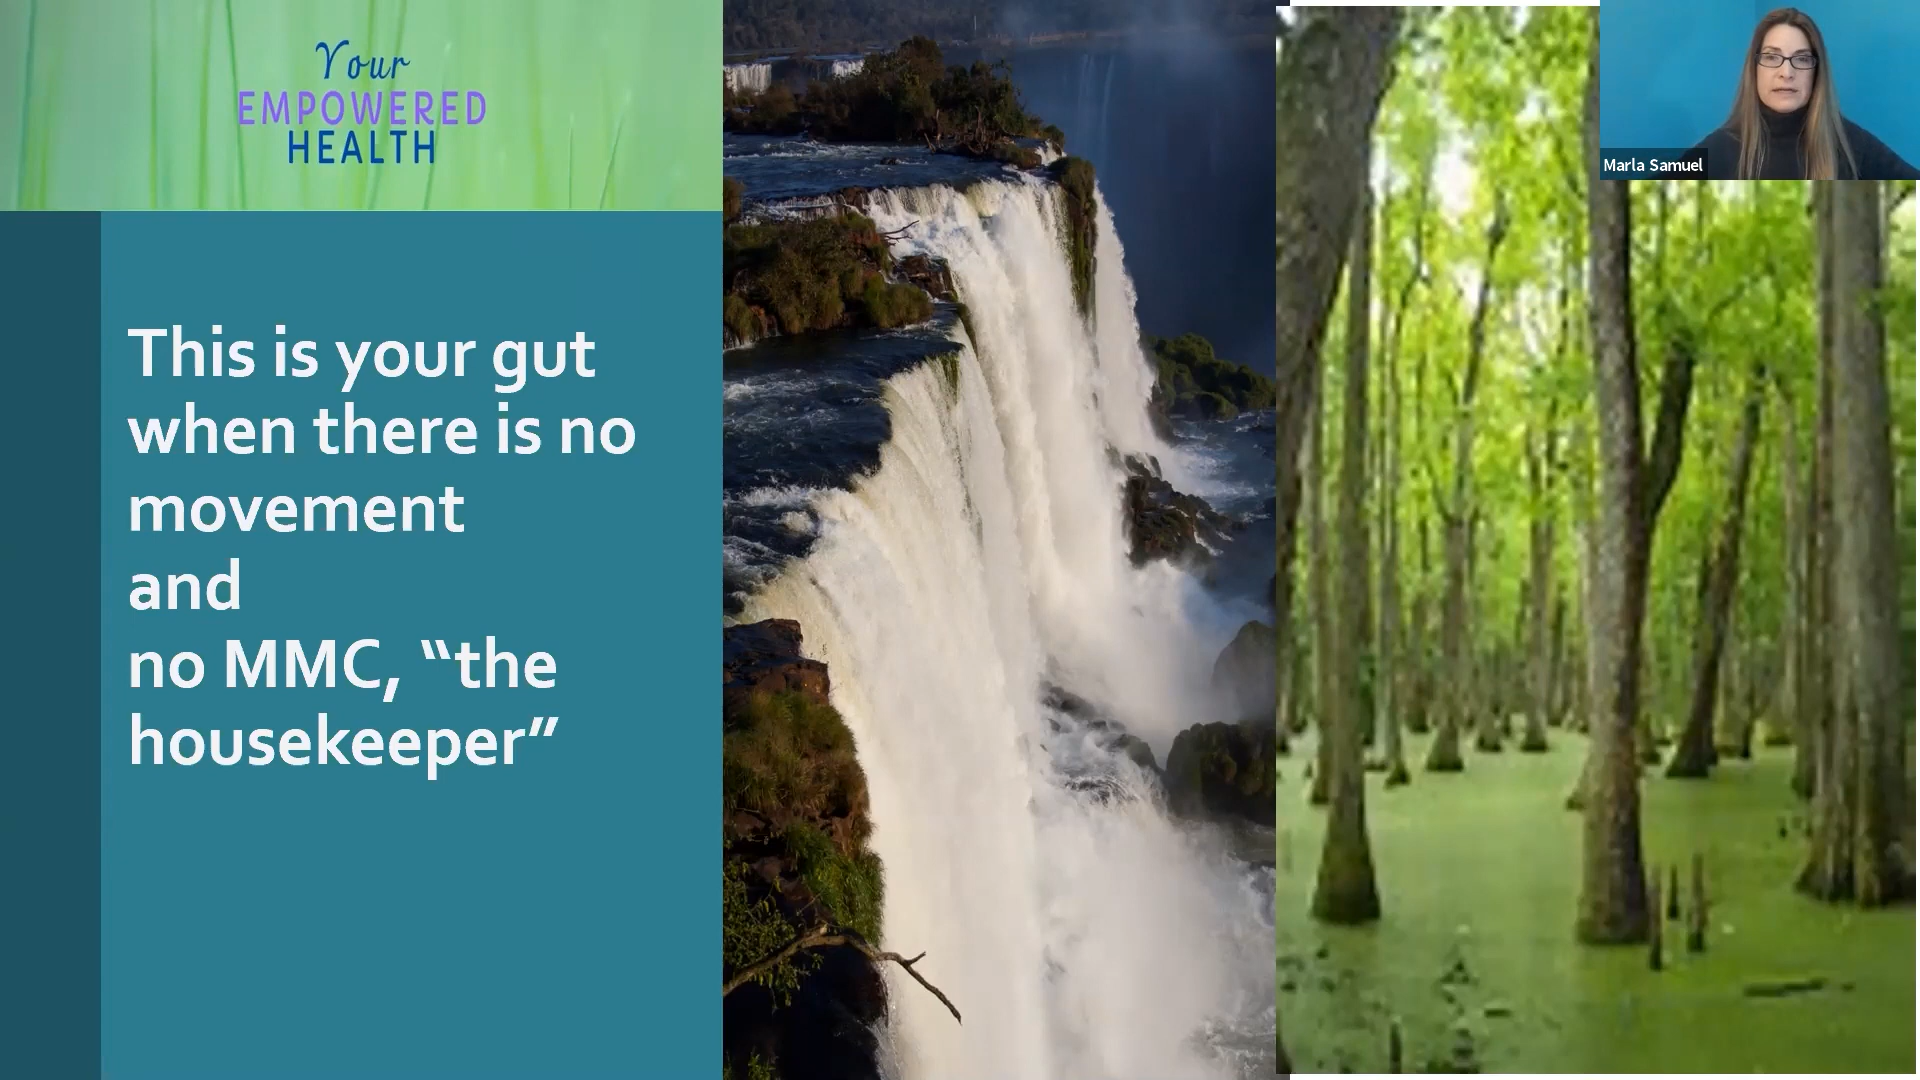 Your
EMPOWERED
HEALTH
Marla Samuel
This is your gut
when there is no
movement
and
no MMC, “the
housekeeper”